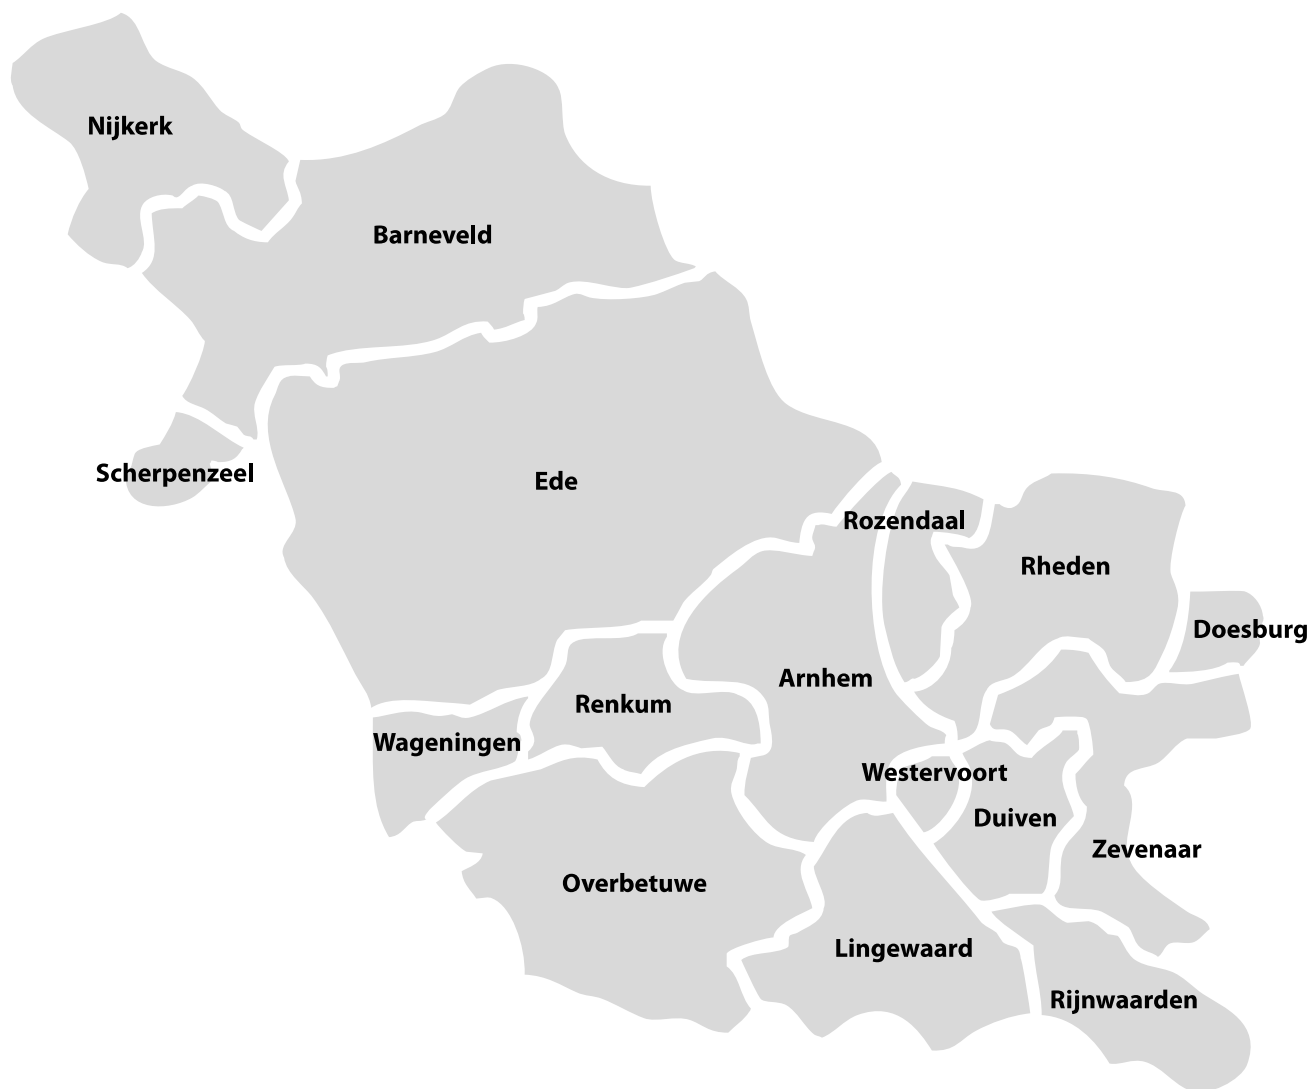 Nijkerk
Barneveld
Scherpenzeel
Ede
Rozendaal
Rheden
Doesburg
Arnhem
Renkum
Wageningen
Westervoort
Duiven
Zevenaar
Overbetuwe
Lingewaard
Rijnwaarden